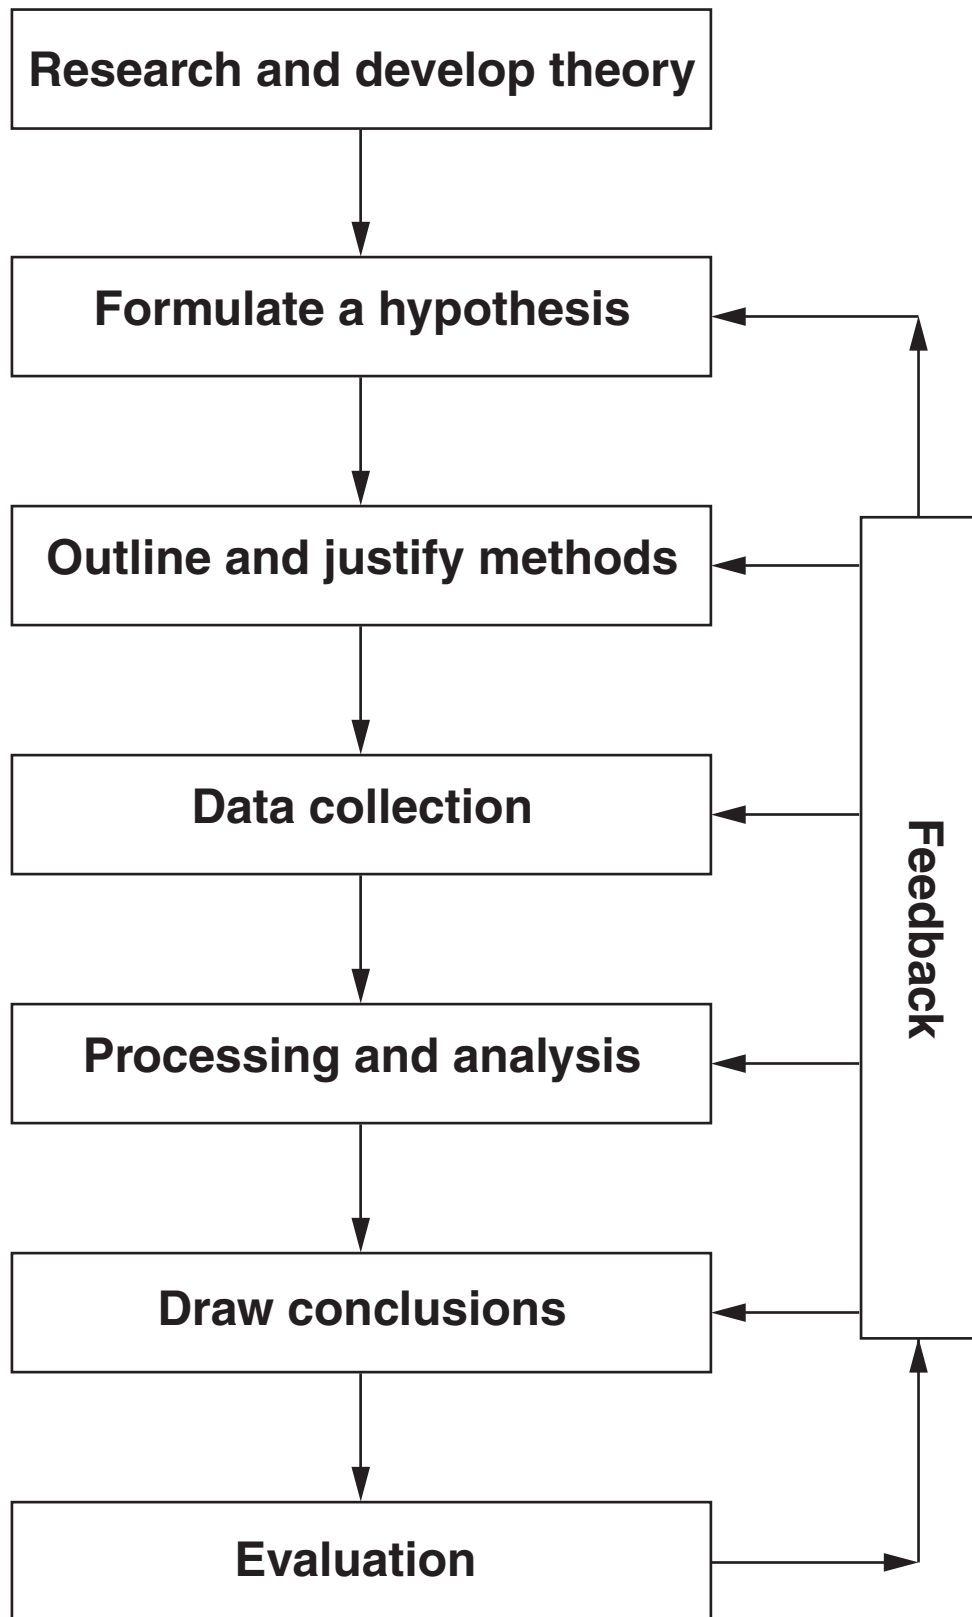 Research and develop theory
Formulate a hypothesis
Outline and justify methods
Data collection
Processing and analysis
Draw conclusions
Evaluation
Feedback